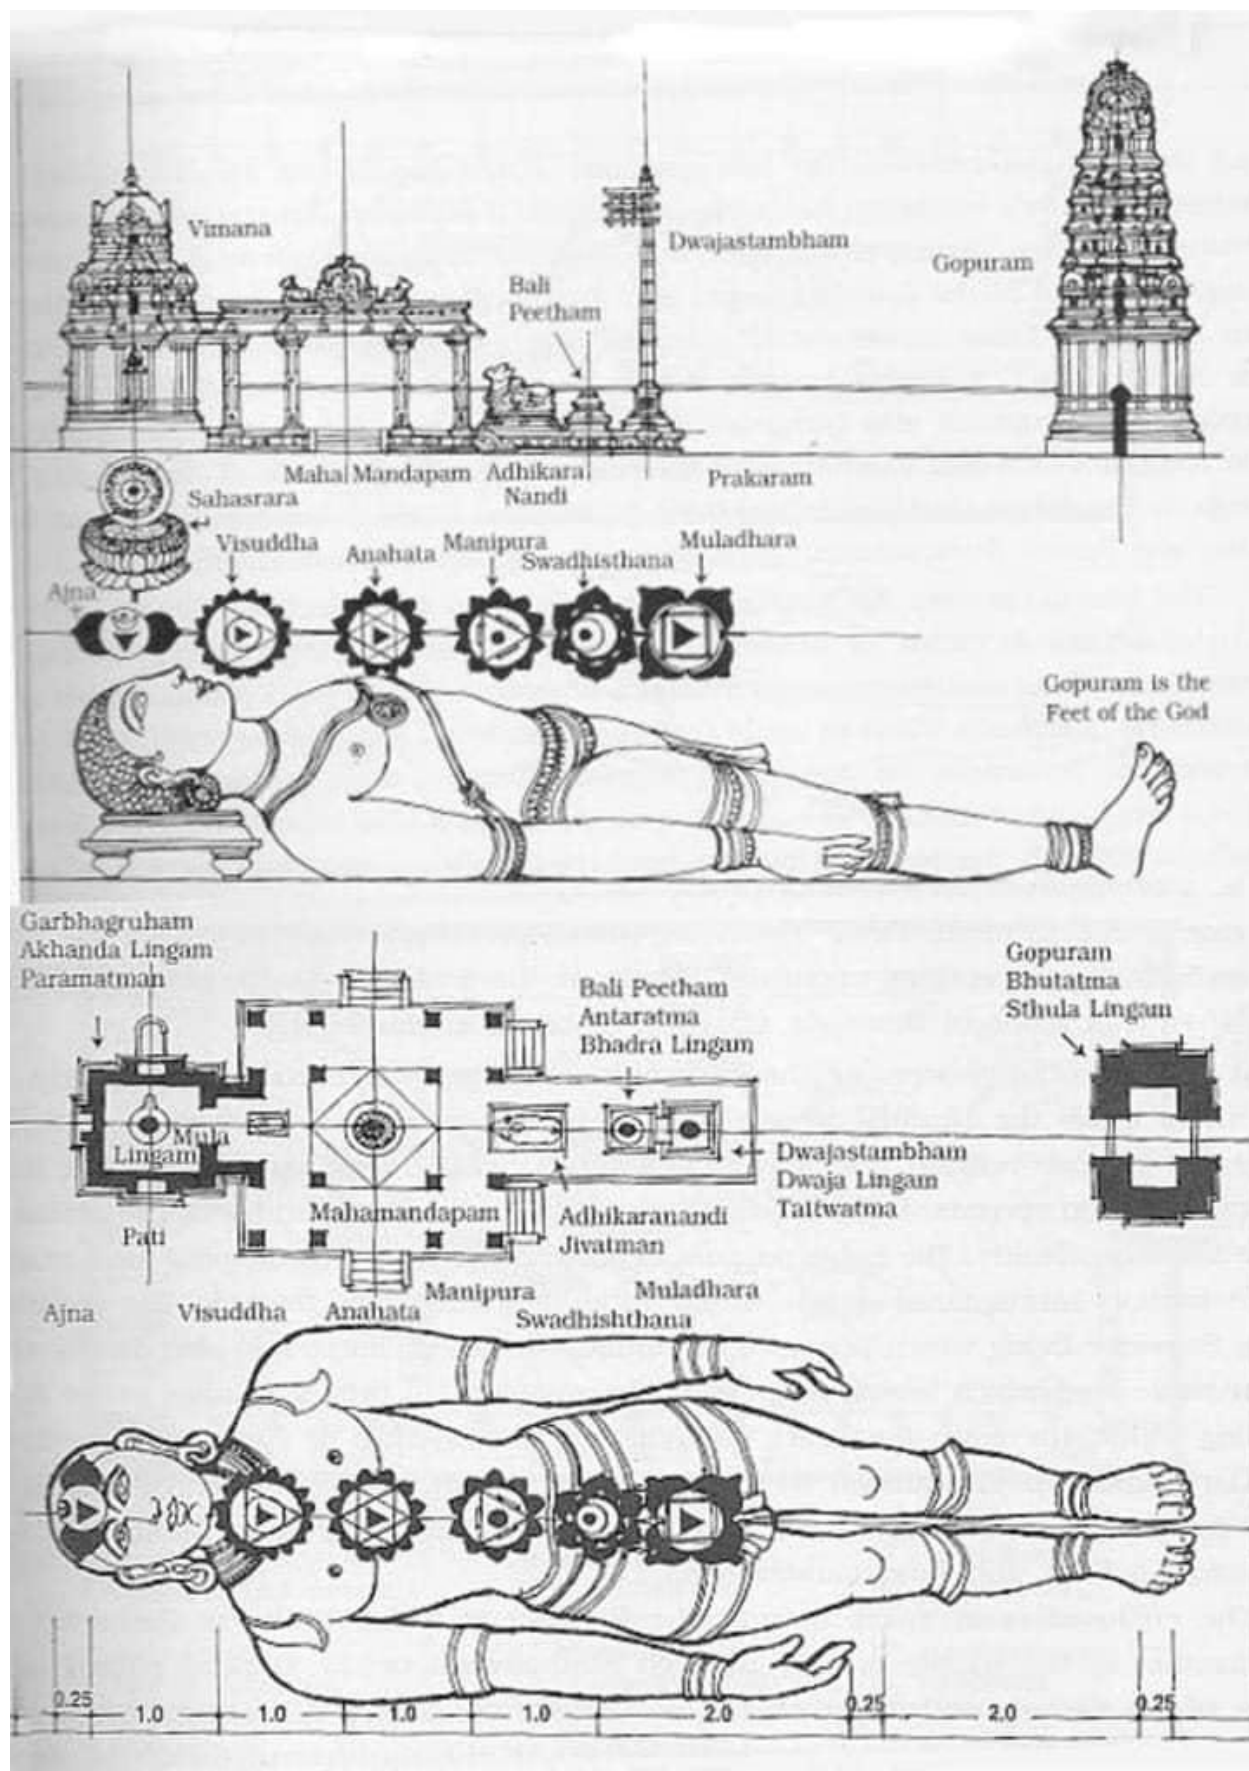 Vimana
Dwajastambham
Gopuram
Bali
Peetham
Maha Mandapam
Adhikara
Nandi
Prakaram
Sahasrara
Visuddha
Anahata
Manipura
Swadhisthana
Muladhara
Ajna
Gopuram is the
Feet of the God
Garbhagruham
Akhanda Lingam
Paramatman
Gopuram
Bhutatma
Sthula Lingam
Bali Peetham
Antaratma
Bhadra Lingam
Mula
Lingam
Dwajastambham
Dwaja Lingam
Tattwatma
Mahamandapam
Adhikaranandi
Jivatman
Pati
Ajna
Visuddha
Anahata
Manipura
Swadhishthana
Muladhara
0.25
1.0
1.0
1.0
1.0
2.0
0.25
2.0
0.25